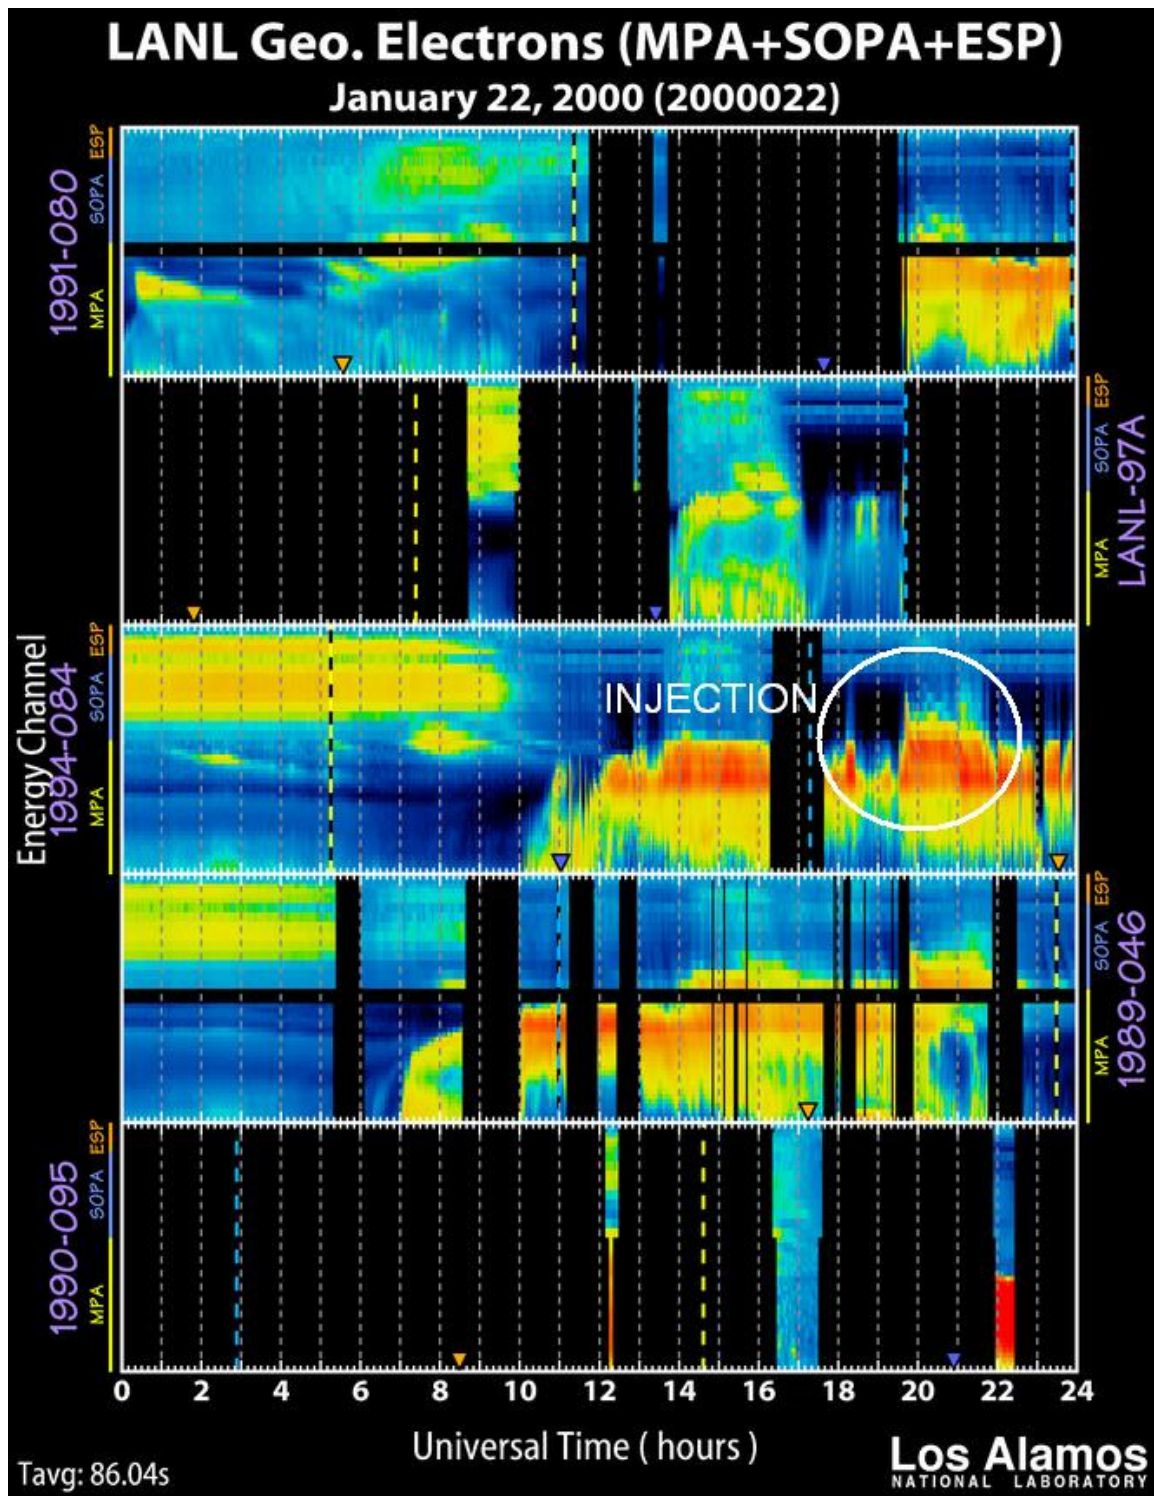 LANL Geo. Electrons (MPA+SOPA+ESP)
January 22, 2000 (2000022)
1991-080
MPA SOPA ESP
LANL-97A
MPA SOPA ESP
Energy Channel
1994-084
MPA SOPA ESP
INJECTION
1989-046
MPA SOPA ESP
1990-095
MPA SOPA ESP
0 2 4 6 8 10 12 14 16 18 20 22 24
Universal Time ( hours )
Tavg: 86.04s
Los Alamos
NATIONAL LABORATORY